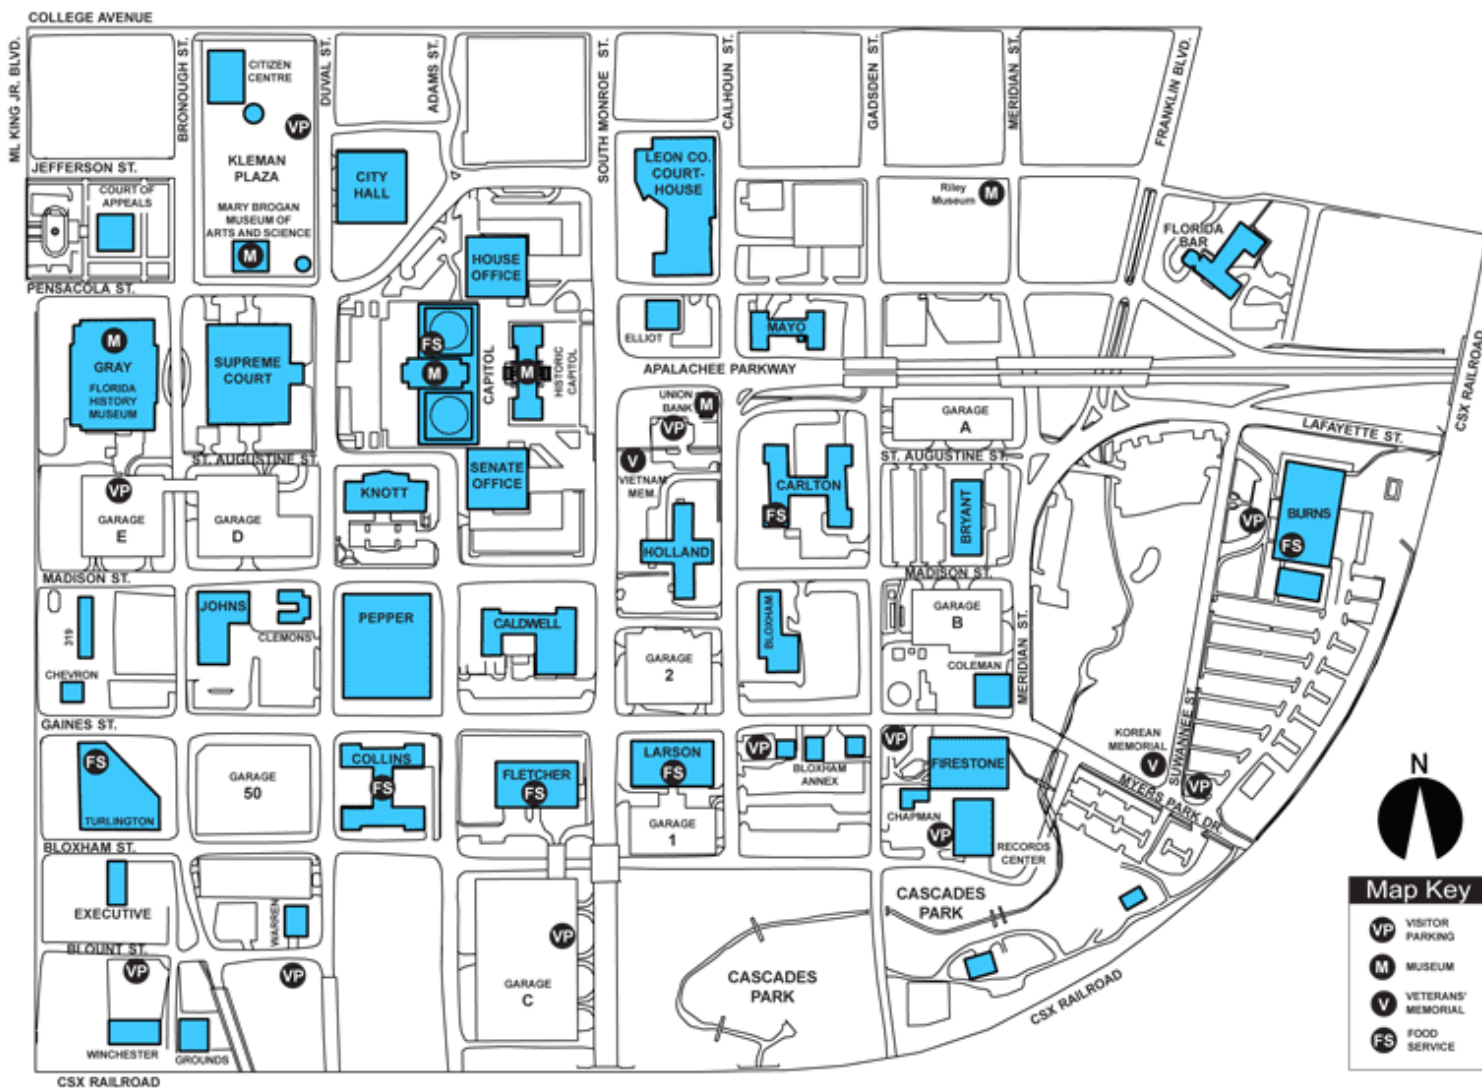 COLLEGE AVENUE
ML KING JR. BLVD.
BRONOUGH ST.
DUVAL ST.
ADAMS ST.
SOUTH MONROE ST.
CALHOUN ST.
GADSDEN ST.
MERIDIAN ST.
FRANKLIN BLVD.
CITIZEN
CENTRE
VP
KLEMAN
PLAZA
JEFFERSON ST.
COURT OF
APPEALS
MARY BROGAN
MUSEUM OF
ARTS AND SCIENCE
M
CITY
HALL
LEON CO.
COURT-
HOUSE
Riley
Museum
M
FLORIDA
BAR
HOUSE
OFFICE
PENSACOLA ST.
M
GRAY
FLORIDA
HISTORY
MUSEUM
SUPREME
COURT
FS
M
CAPITOL
M
HISTORIC
CAPITOL
ELLIOT
MAYO
APALACHEE PARKWAY
CSX RAILROAD
UNION
BANK
M
VP
V
VIETNAM
MEM.
GARAGE
A
LAFAYETTE ST.
ST. AUGUSTINE ST.
ST. AUGUSTINE ST.
SENATE
OFFICE
KNOTT
CARLTON
FS
BRYANT
BURNS
VP
FS
VP
GARAGE
E
GARAGE
D
HOLLAND
MADISON ST.
MADISON ST.
319
JOHNS
CLEMONS
PEPPER
CALDWELL
BLOXHAM
GARAGE
B
MERIDIAN ST.
CHEVRON
GARAGE
2
COLEMAN
SUWANNEE ST.
GAINES ST.
KOREAN
MEMORIAL
V
MYERS PARK DR.
VP
FS
TURLINGTON
GARAGE
50
COLLINS
FS
FLETCHER
FS
LARSON
FS
GARAGE
1
VP
BLOXHAM
ANNEX
VP
FIRESTONE
CHAPMAN
VP
RECORDS
CENTER
BLOXHAM ST.
EXECUTIVE
WARREN
BLOUNT ST.
VP
VP
VP
GARAGE
C
CASCADES
PARK
CASCADES
PARK
WINCHESTER
GROUNDS
CSX RAILROAD
CSX RAILROAD
N
Map Key
VP VISITOR
PARKING
M MUSEUM
V VETERANS'
MEMORIAL
FS FOOD
SERVICE